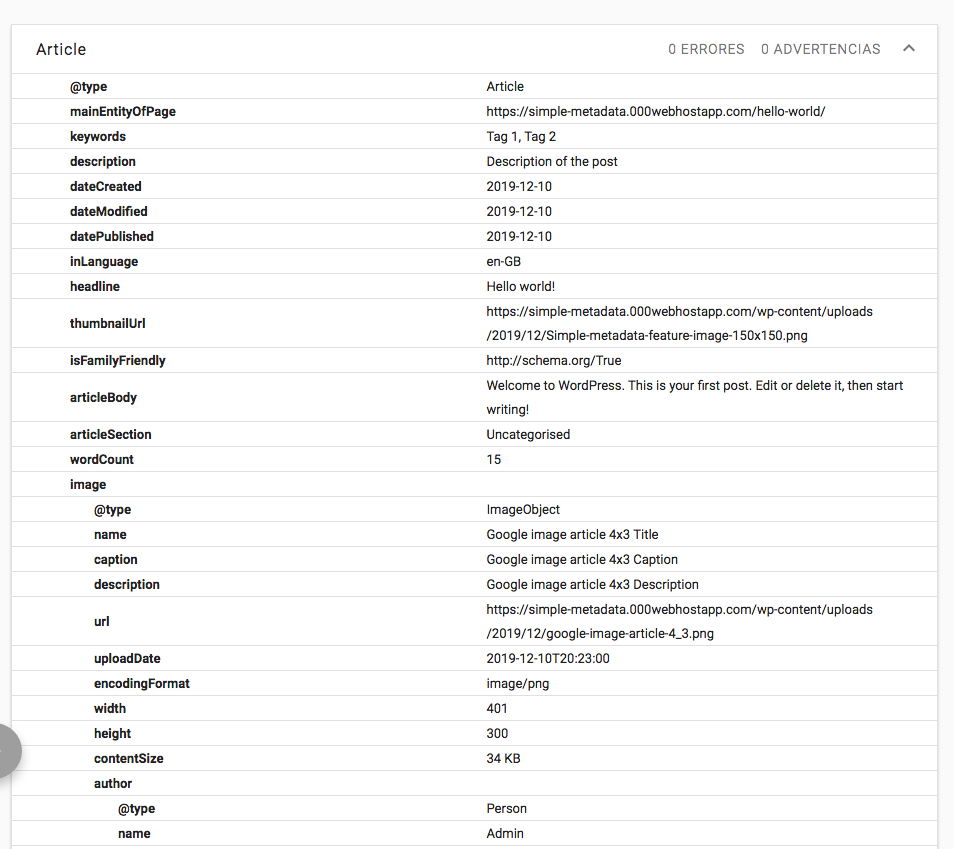 Article 0 ERRORES 0 ADVERTENCIAS
@type Article
mainEntityOfPage https://simple-metadata.000webhostapp.com/hello-world/
keywords Tag 1, Tag 2
description Description of the post
dateCreated 2019-12-10
dateModified 2019-12-10
datePublished 2019-12-10
inLanguage en-GB
headline Hello world!
thumbnailUrl https://simple-metadata.000webhostapp.com/wp-content/uploads
/2019/12/Simple-metadata-feature-image-150x150.png
isFamilyFriendly http://schema.org/True
articleBody Welcome to WordPress. This is your first post. Edit or delete it, then start
writing!
articleSection Uncategorised
wordCount 15
image
@type ImageObject
name Google image article 4x3 Title
caption Google image article 4x3 Caption
description Google image article 4x3 Description
url https://simple-metadata.000webhostapp.com/wp-content/uploads
/2019/12/google-image-article-4_3.png
uploadDate 2019-12-10T20:23:00
encodingFormat image/png
width 401
height 300
contentSize 34 KB
author
@type Person
name Admin